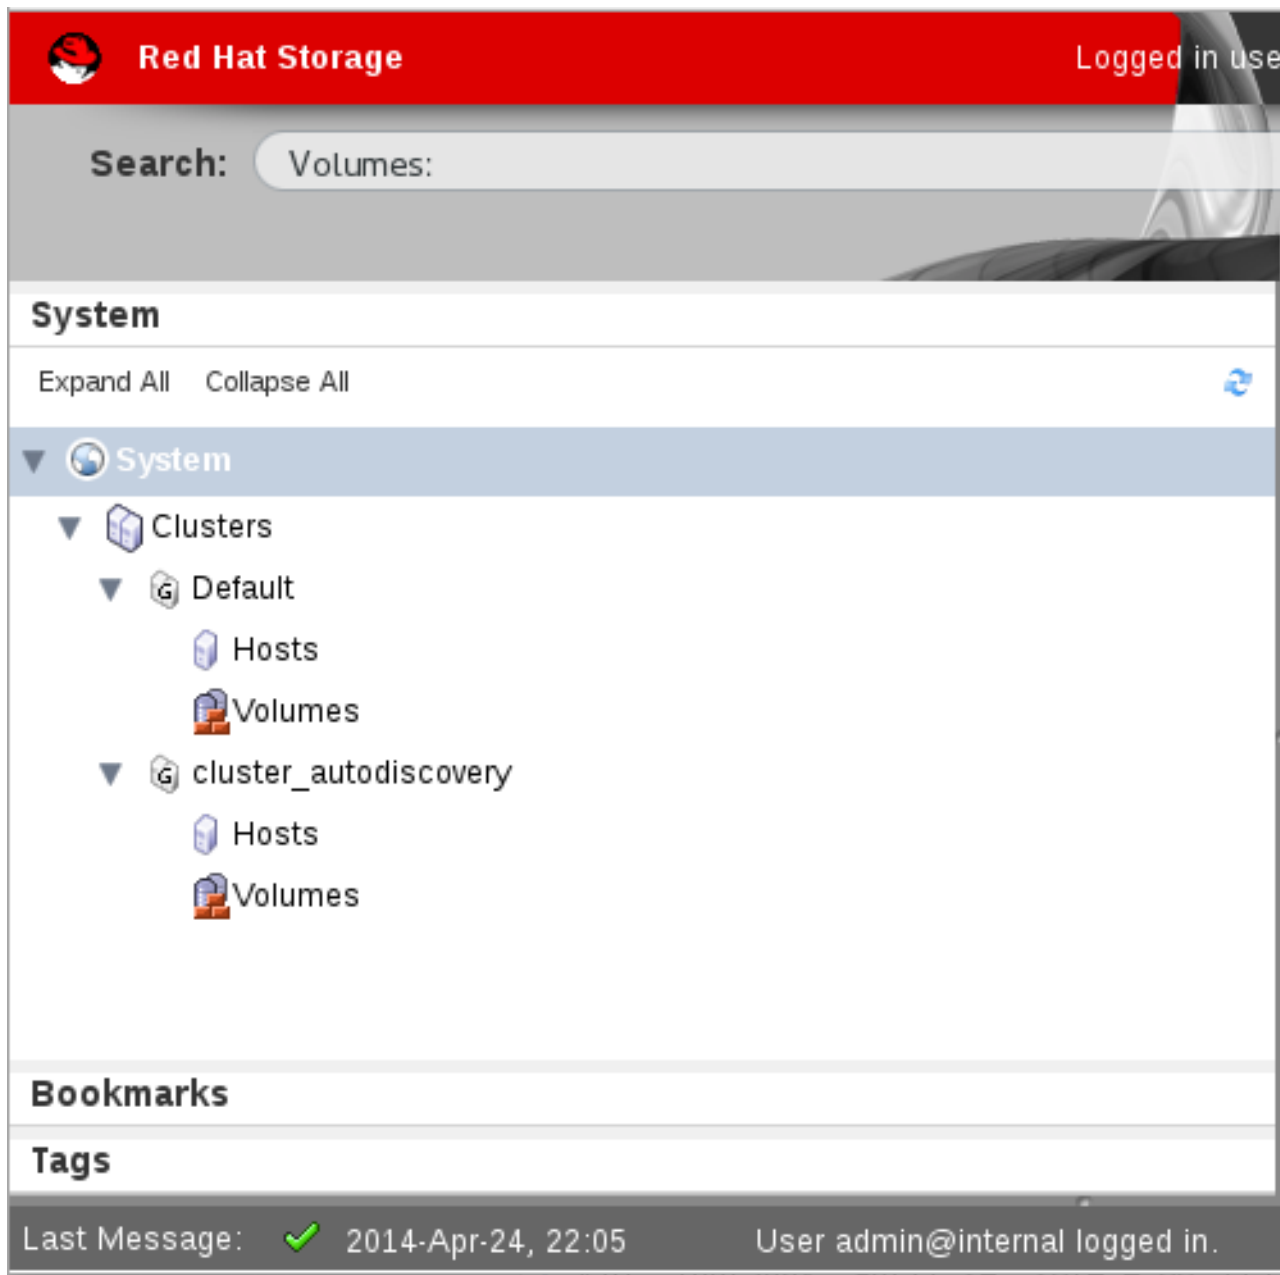 Red Hat Storage Logged in use
Search: Volumes:
System
Expand All Collapse All
System
Clusters
G Default
Hosts
Volumes
G cluster_autodiscovery
Hosts
Volumes
Bookmarks
Tags
Last Message: 2014-Apr-24, 22:05 User admin@internal logged in.